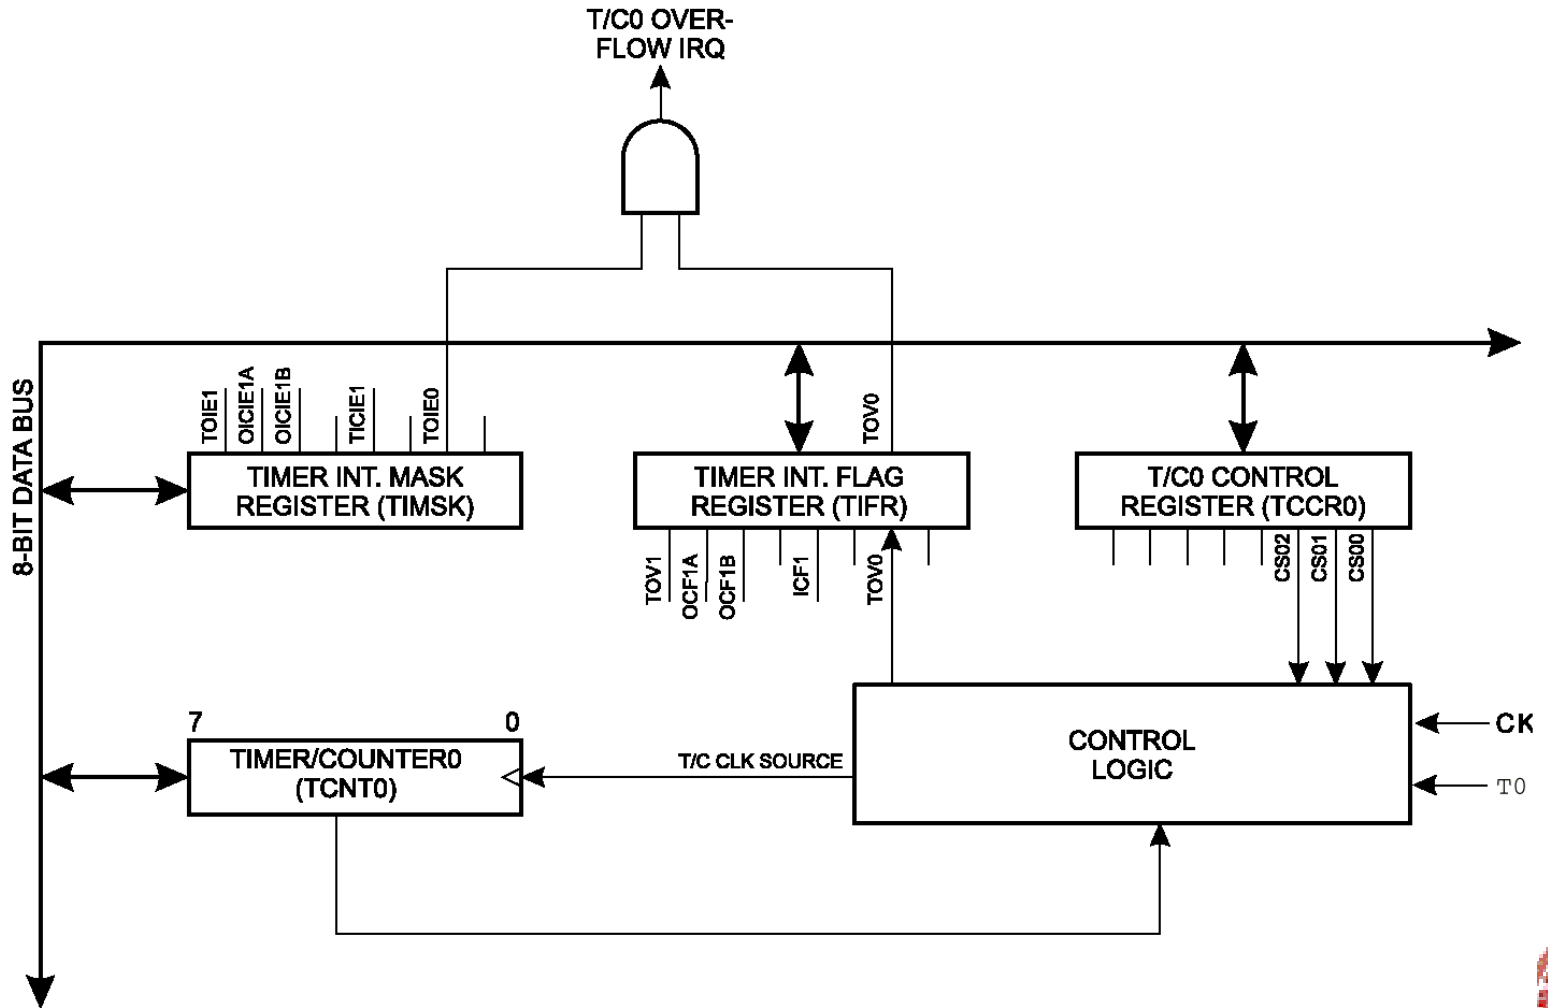 T/C0 OVER-
FLOW IRQ
8-BIT DATA BUS
TOIE1
OICIE1A
OICIE1B
TICIE1
TOIE0
TOV0
TIMER INT. MASK
REGISTER (TIMSK)
TIMER INT. FLAG
REGISTER (TIFR)
T/C0 CONTROL
REGISTER (TCCR0)
TOV1
OCF1A
OCF1B
ICF1
TOV0
CS02
CS01
CS00
7
0
TIMER/COUNTER0
(TCNT0)
T/C CLK SOURCE
CONTROL
LOGIC
CK
T0